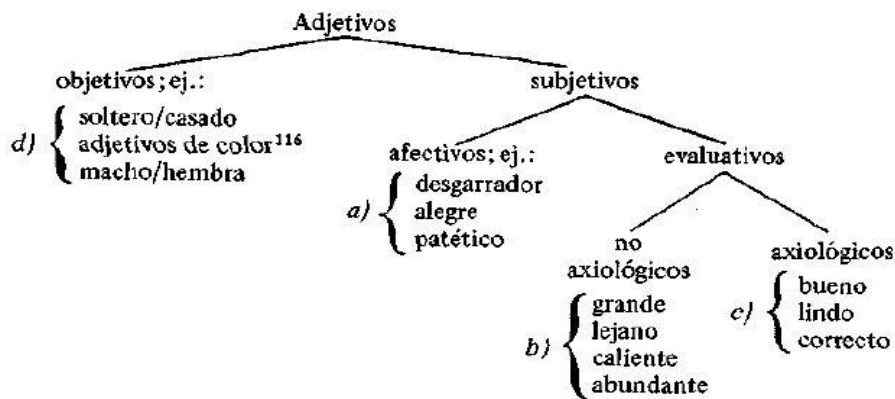 Adjetivos
objetivos; ej.:
d) soltero/casado
adjetivos de color¹¹⁶
macho/hembra
subjetivos
afectivos; ej.:
a) desgarrador
alegre
patético
evaluativos
no
axiológicos
b) grande
lejano
caliente
abundante
axiológicos
c) bueno
lindo
correcto